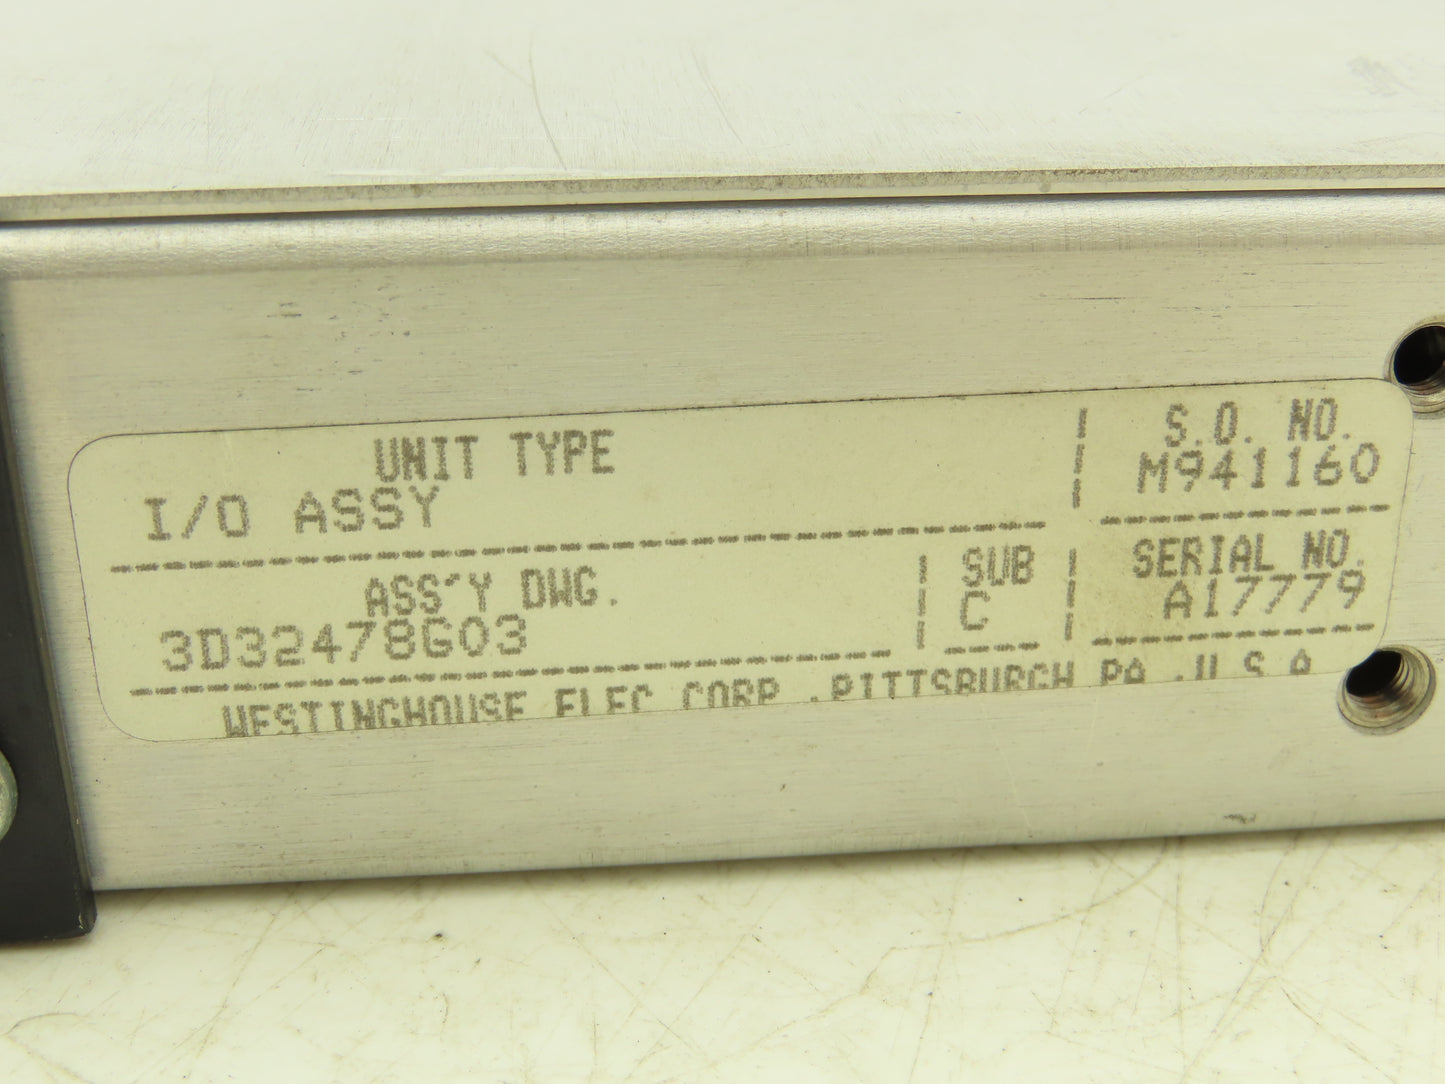 UNIT TYPE
I/O ASSY
S.O. NO.
M941160
ASS'Y DWG.
3D32478G03
SUB
C
SERIAL NO.
A17779
WESTINGHOUSE ELEC CORP.,PITTSBURGH PA.,U.S.A.